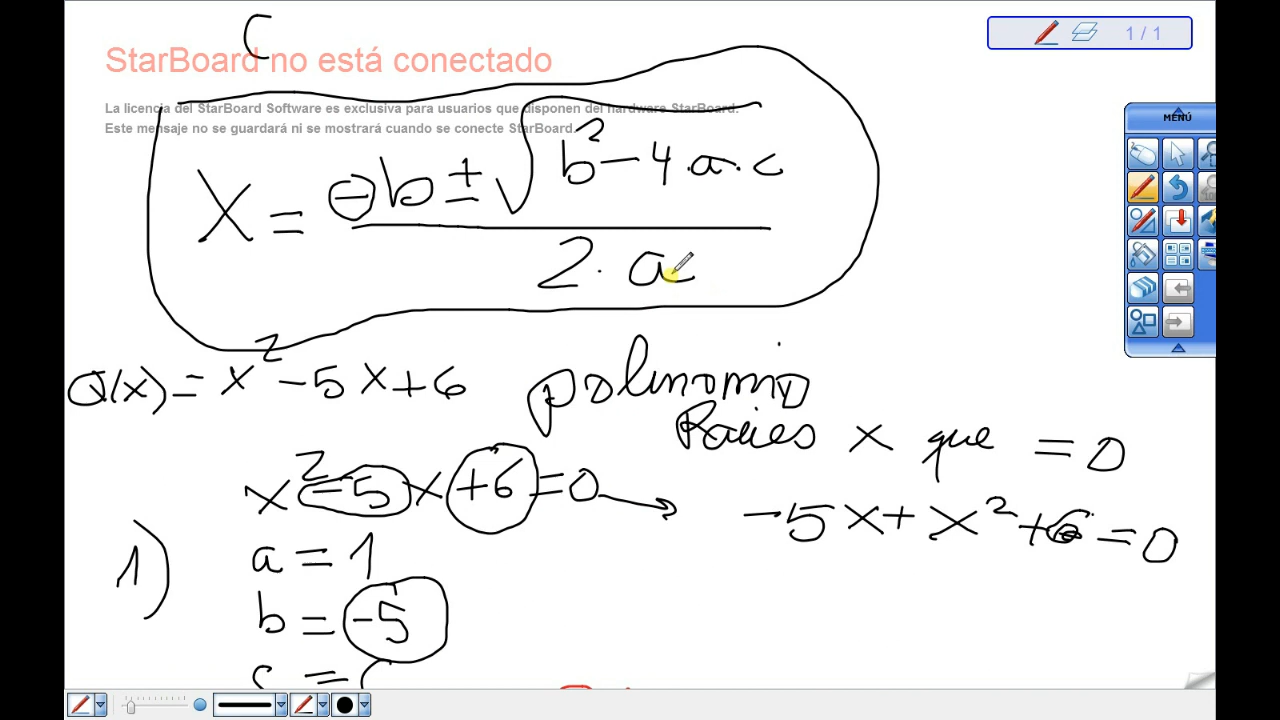 C
StarBoard no está conectado
1 / 1
La licencia del StarBoard Software es exclusiva para usuarios que disponen del hardware StarBoard.
Este mensaje no se guardará ni se mostrará cuando se conecte StarBoard.
MENÚ
X = -b ± √b² - 4·a·c
2·a
Q(x) = x² - 5x + 6 polinomio
Raíces x que = 0
x² - 5x + 6 = 0 → -5x + x² + 6 = 0
1)
a = 1
b = -5
c =